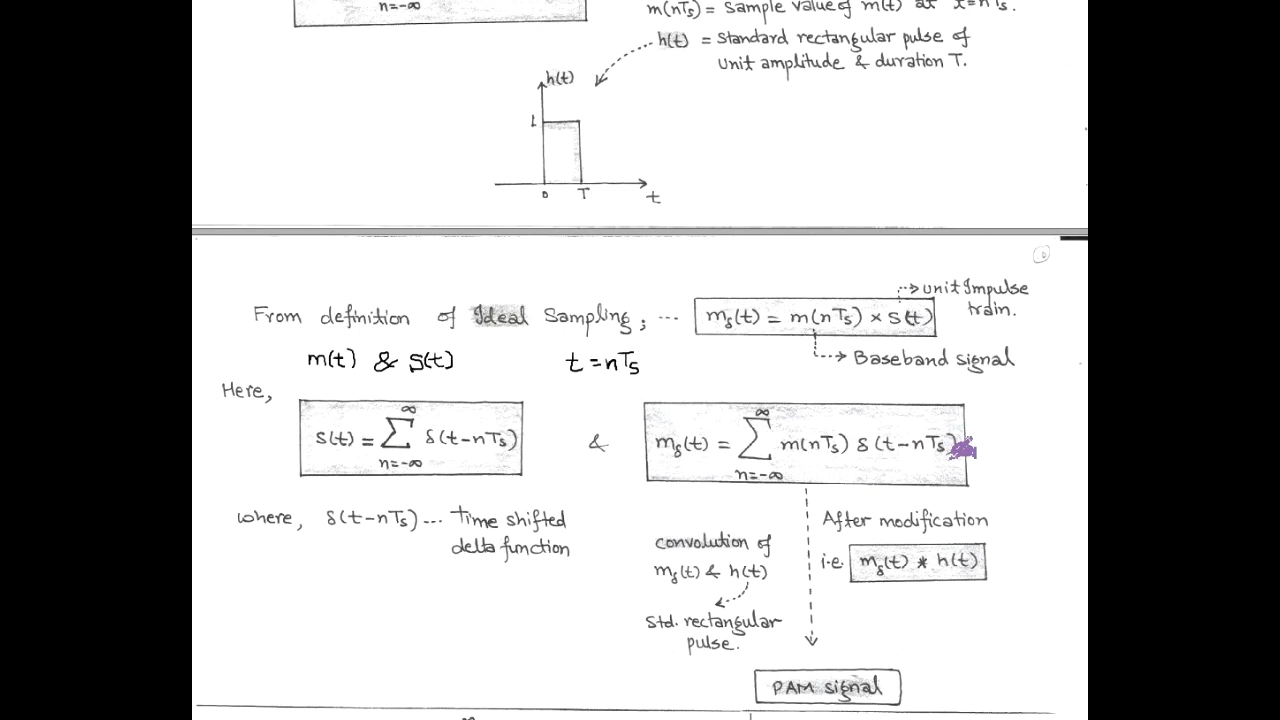 n=-∞
m(nTs) = Sample value of m(t) at t=nTs.
h(t) = Standard rectangular pulse of
Unit amplitude & duration T.
h(t)
1
0 T t
From definition of Ideal Sampling; ... m𝛿(t) = m(nTs) × s(t)
unit Impulse
train.
Baseband signal
m(t) & s(t) t = nTs
Here,
s(t) = ∞ Σ n=-∞ δ(t-nTs) & mδ(t) = ∞ Σ n=-∞ m(nTs) δ(t-nTs)
where, δ(t-nTs) ... Time shifted
delta function
After modification
i.e. mδ(t) * h(t)
convolution of
mδ(t) & h(t)
Std. rectangular
pulse.
PAM signal